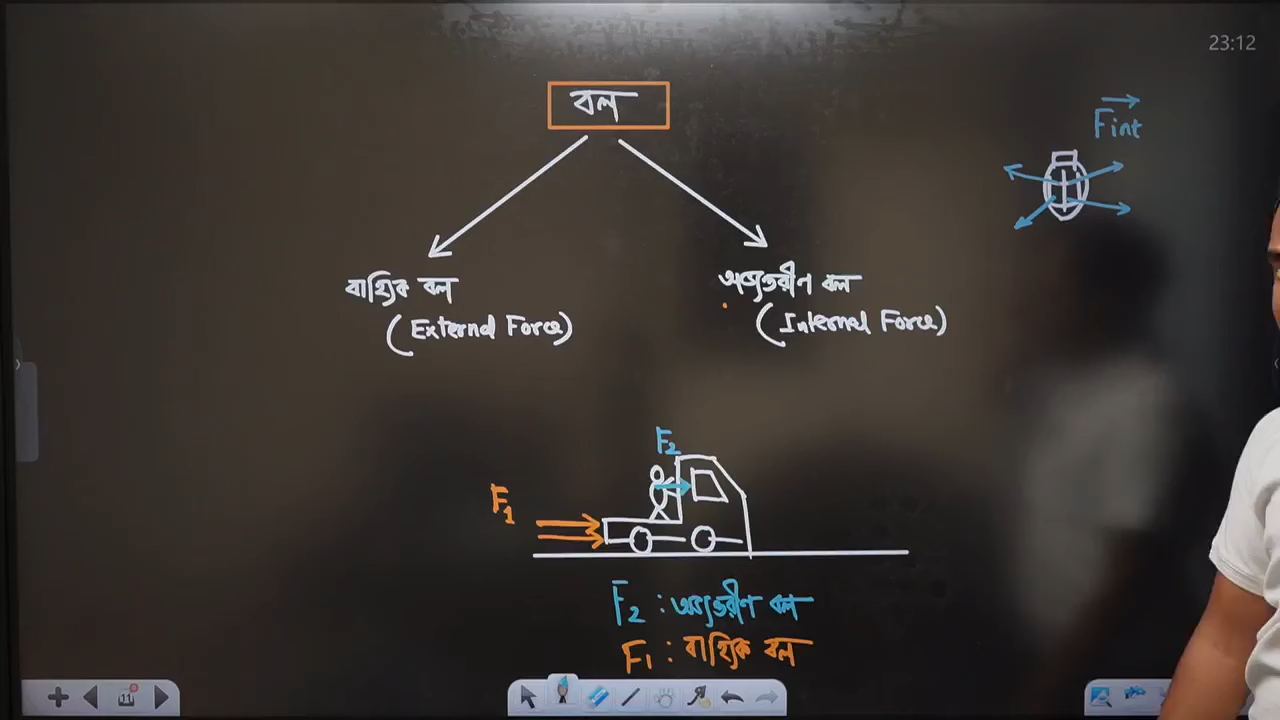 23:12
বল
Fint
বাহ্যিক বল
(External Force)
অভ্যন্তরীণ বল
(Internal Force)
F2
F1
F2 : অভ্যন্তরীণ বল
F1 : বাহ্যিক বল
11